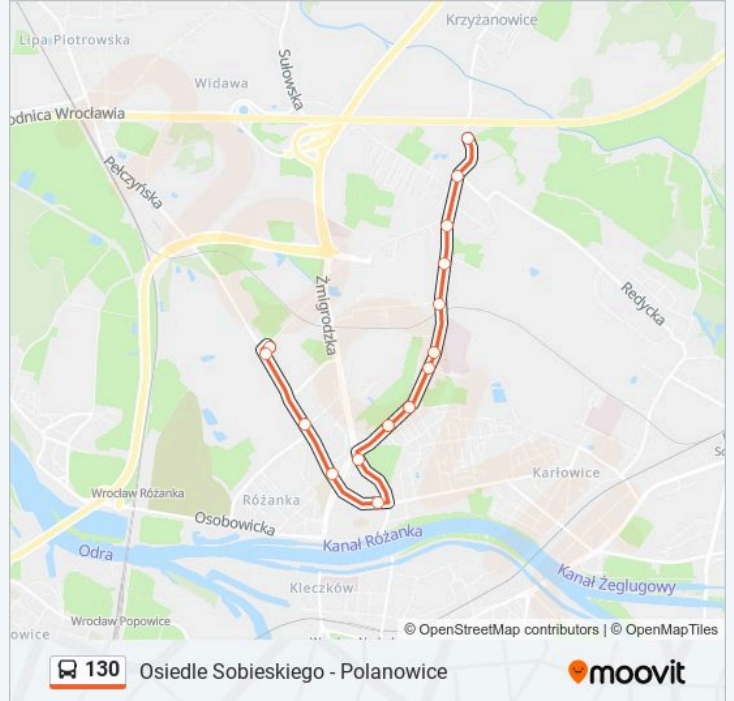 Krzyżanowice
Lipa Piotrowska
Sułowska
Widawa
odnica Wrocławia
Pełczyńska
Żmigrodzka
Redycka
Karłowice
Wrocław Różanka
Różanka
Osobowicka
Kanał Różanka
Odra
Kanał Żeglugowy
Kleczków
Wrocław Popowice
owice
© OpenStreetMap contributors | © OpenMapTiles
130 Osiedle Sobieskiego - Polanowice
moovit